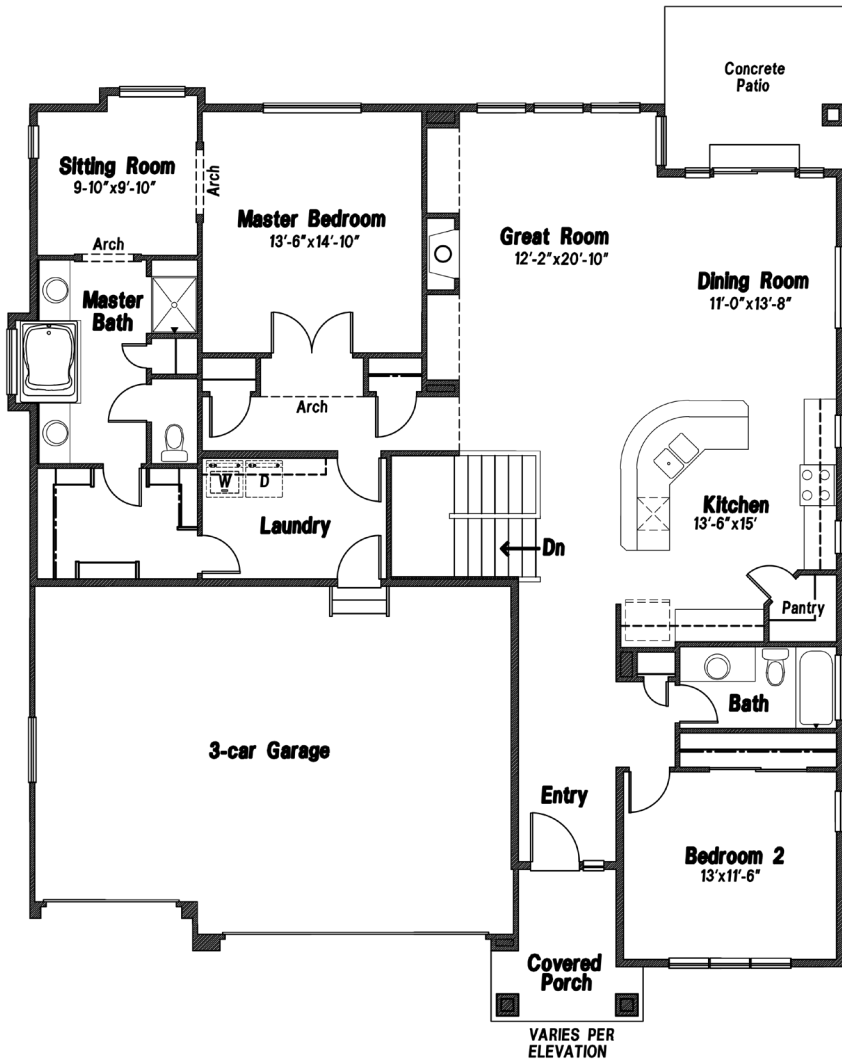 Concrete
Patio
Sitting Room
9-10"x9'-10"
Arch
Master Bedroom
13'-6"x14'-10"
Great Room
12'-2"x20'-10"
Arch
Dining Room
11'-0"x13'-8"
Master
Bath
Arch
W
D
Laundry
Kitchen
13'-6"x15'
Dn
Pantry
Bath
3-car Garage
Entry
Bedroom 2
13'x11'-6"
Covered
Porch
VARIES PER
ELEVATION